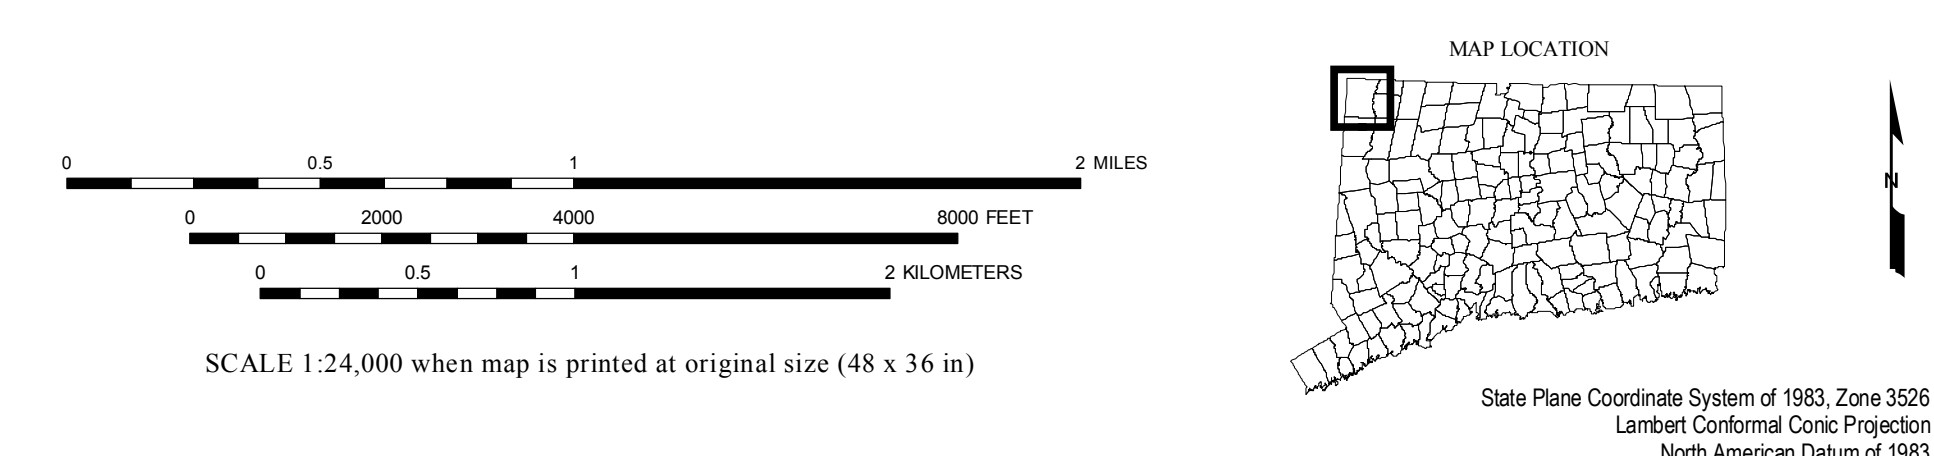 0 0.5 1 2 MILES
0 2000 4000 8000 FEET
0 0.5 1 2 KILOMETERS
SCALE 1:24,000 when map is printed at original size (48 x 36 in)
MAP LOCATION
N
State Plane Coordinate System of 1983, Zone 3526
Lambert Conformal Conic Projection
North American Datum of 1983